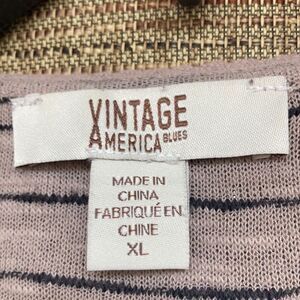 VINTAGE
AMERICA BLUES
MADE IN
CHINA
FABRIQUÉ EN
CHINE
XL